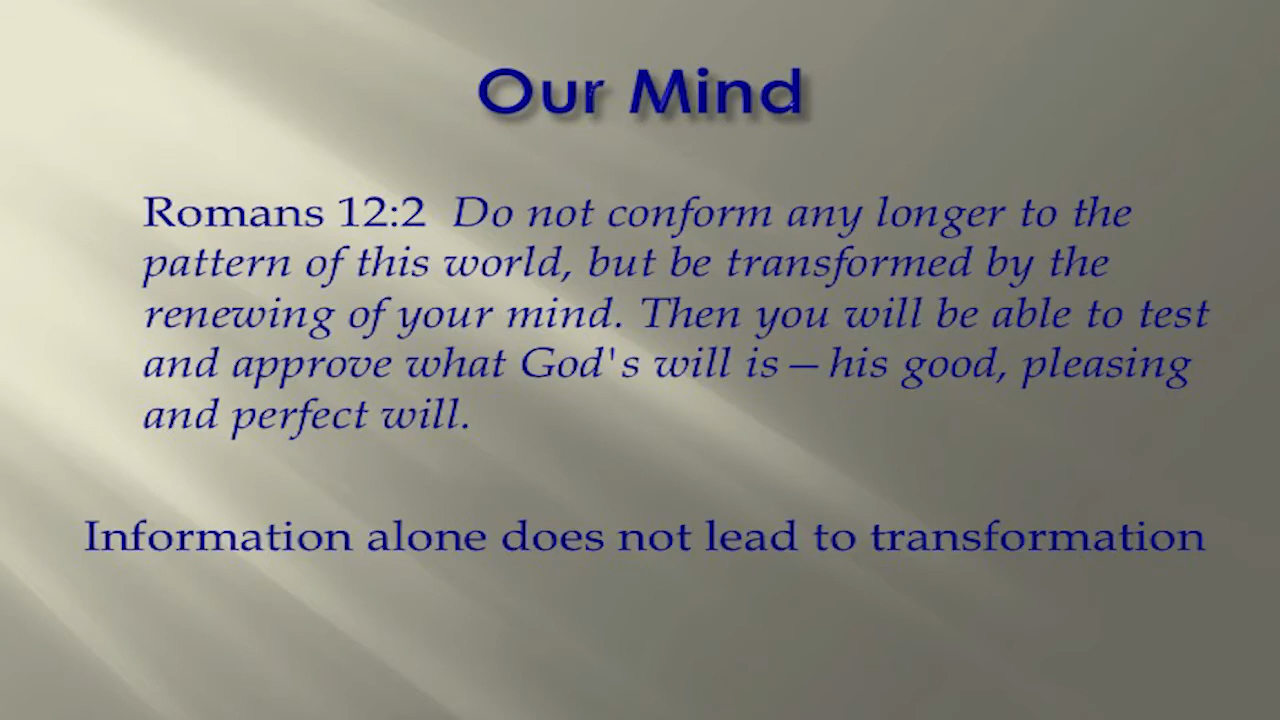 Our Mind
Romans 12:2  Do not conform any longer to the
pattern of this world, but be transformed by the
renewing of your mind. Then you will be able to test
and approve what God's will is—his good, pleasing
and perfect will.
Information alone does not lead to transformation